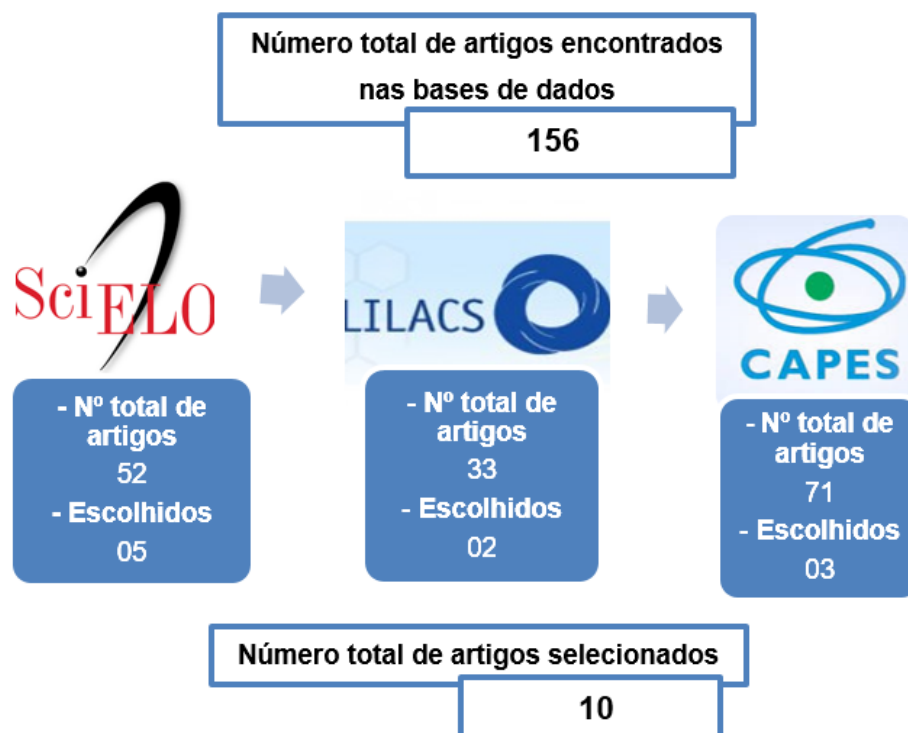 Número total de artigos encontrados
nas bases de dados
156
SciELO
LILACS
CAPES
- Nº total de
artigos
52
- Escolhidos
05
- Nº total de
artigos
33
- Escolhidos
02
- Nº total de
artigos
71
- Escolhidos
03
Número total de artigos selecionados
10